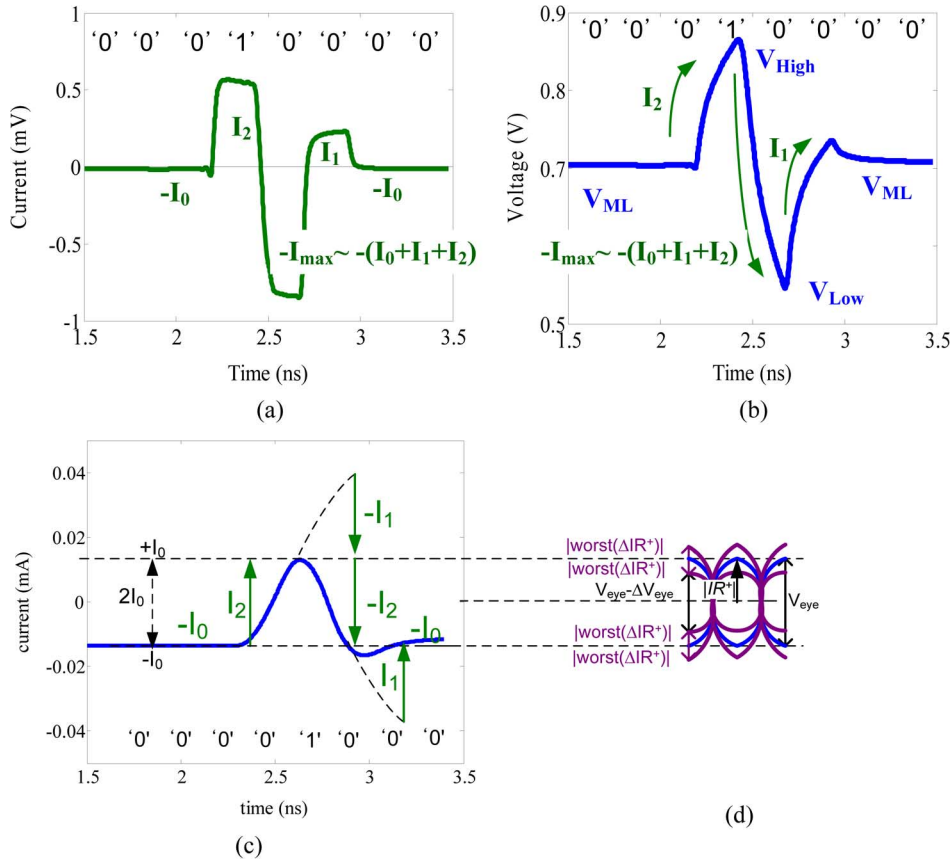 ‘0’ ‘0’ ‘0’ ‘1’ ‘0’ ‘0’ ‘0’ ‘0’
1
0.5
0
-0.5
-1
Current (mV)
I2
I1
-I0
-I0
-Imax~ -(I0+I1+I2)
1.5 2 2.5 3 3.5
Time (ns)
(a)
‘0’ ‘0’ ‘0’ ‘1’ ‘0’ ‘0’ ‘0’ ‘0’
0.9
0.8
0.7
0.5
Voltage (V)
VHigh
I2
I1
VML
VML
-Imax~ -(I0+I1+I2)
VLow
1.5 2 2.5 3 3.5
Time (ns)
(b)
0.04
0.02
0
-0.02
-0.04
current (mA)
+I0
2I0
-I0
-I0
I2
-I1
-I2
-I0
I1
‘0’ ‘0’ ‘0’ ‘0’ ‘1’ ‘0’ ‘0’ ‘0’
1.5 2 2.5 3 3.5
time (ns)
(c)
|worst(ΔIR+)|
|worst(ΔIR+)|
Veye-ΔVeye
|IR+|
Veye
|worst(ΔIR+)|
|worst(ΔIR+)|
(d)